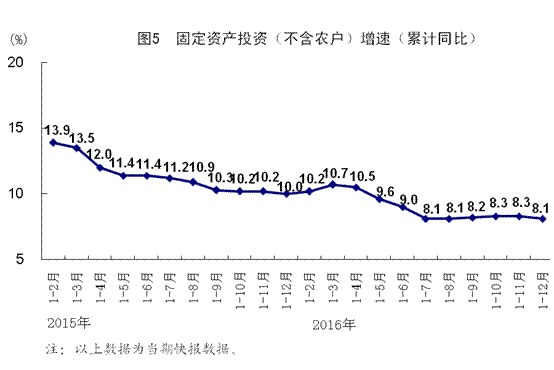 图5 固定资产投资（不含农户）增速（累计同比）
(%)
20
15
10
5
13.9 13.5 12.0 11.4 11.4 11.2 10.9 10.3 10.2 10.2 10.0 10.2 10.7 10.5 9.6 9.0 8.1 8.1 8.2 8.3 8.3 8.1
1-2月 1-3月 1-4月 1-5月 1-6月 1-7月 1-8月 1-9月 1-10月 1-11月 1-12月 1-2月 1-3月 1-4月 1-5月 1-6月 1-7月 1-8月 1-9月 1-10月 1-11月 1-12月
2015年 2016年
注：以上数据为当期快报数据。